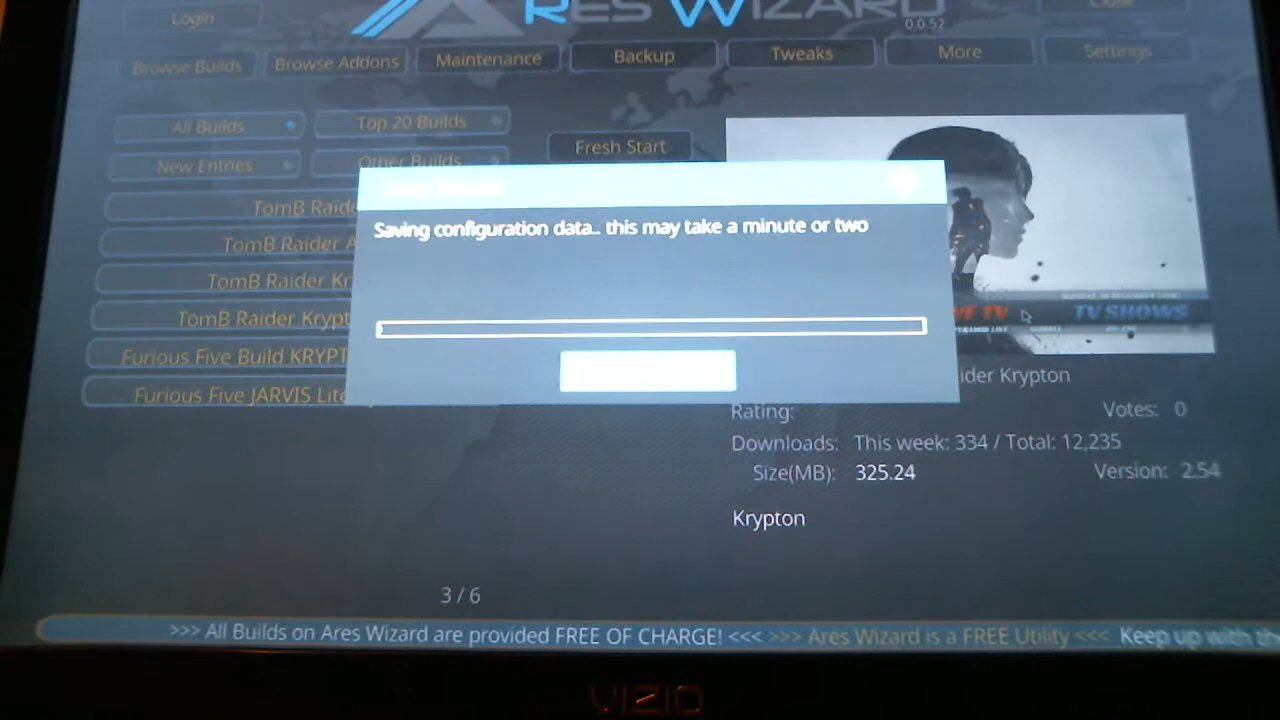 Login
ARES WIZARD
0.0.52
Close
Browse Builds
Browse Addons
Maintenance
Backup
Tweaks
More
Settings
All Builds
Top 20 Builds
New Entries
Other Builds
Fresh Start
TomB Raide
TomB Raider A
TomB Raider Kr
TomB Raider Krypt
Furious Five Build KRYPT
Furious Five JARVIS Lite
Saving configuration data.. this may take a minute or two
VE TV
TV SHOWS
ider Krypton
Rating:
Votes: 0
Downloads: This week: 334 / Total: 12,235
Size(MB): 325.24
Version: 2.54
Krypton
3 / 6
>>> All Builds on Ares Wizard are provided FREE OF CHARGE! <<< >>> Ares Wizard is a FREE Utility <<< Keep up with th
VIZIO